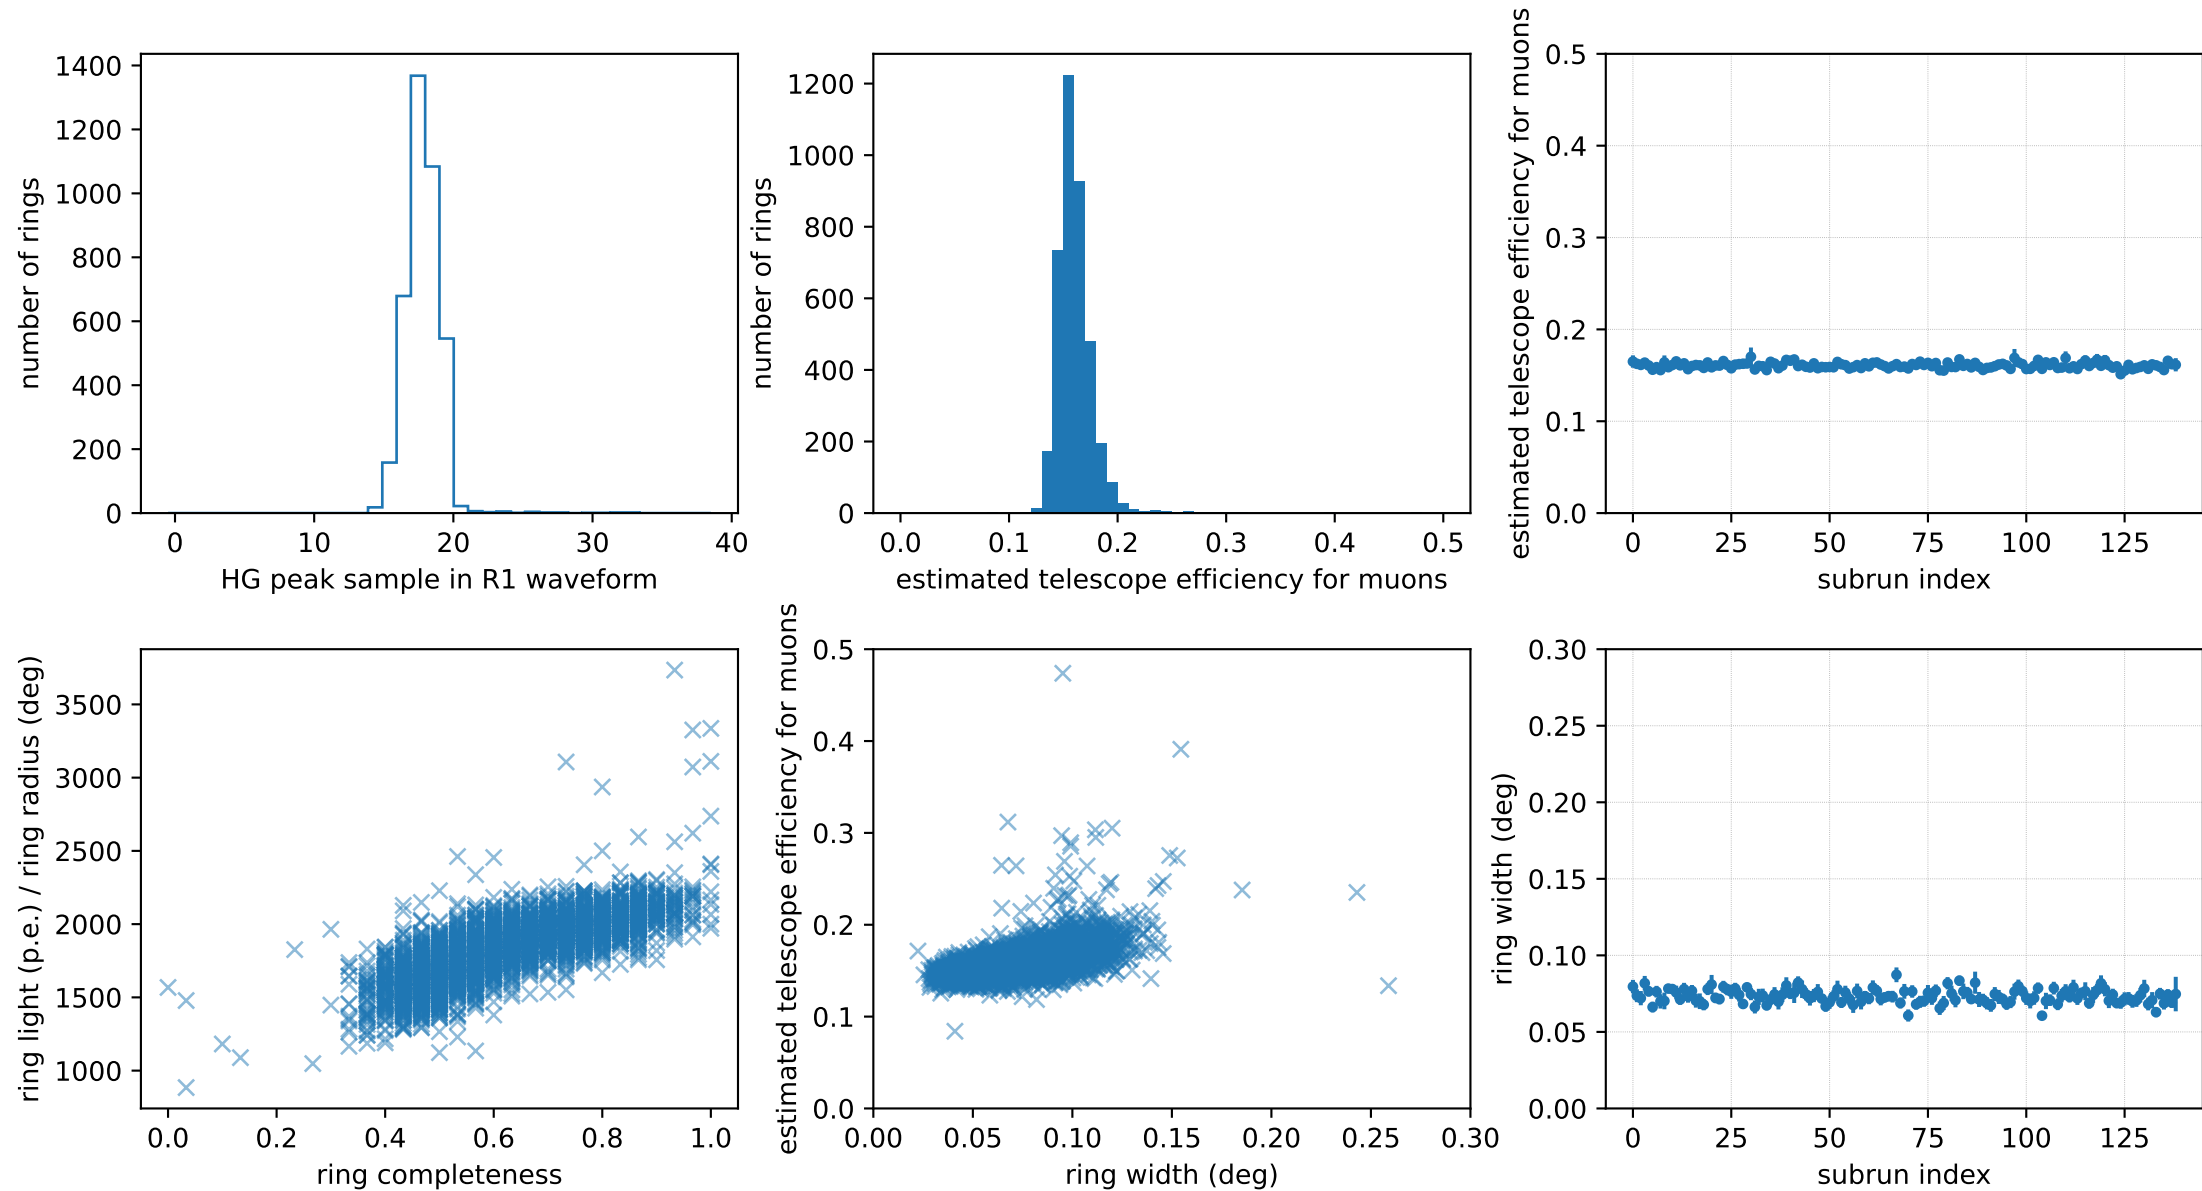 number of rings
1400
1200
1000
800
600
400
200
0
0 10 20 30 40
HG peak sample in R1 waveform
number of rings
1200
1000
800
600
400
200
0
0.0 0.1 0.2 0.3 0.4 0.5
estimated telescope efficiency for muons
estimated telescope efficiency for muons
0.5
0.4
0.3
0.2
0.1
0.0
0 25 50 75 100 125
subrun index
ring light (p.e.) / ring radius (deg)
3500
3000
2500
2000
1500
1000
0.0 0.2 0.4 0.6 0.8 1.0
ring completeness
estimated telescope efficiency for muons
0.5
0.4
0.3
0.2
0.1
0.0
0.00 0.05 0.10 0.15 0.20 0.25 0.30
ring width (deg)
ring width (deg)
0.30
0.25
0.20
0.15
0.10
0.05
0.00
0 25 50 75 100 125
subrun index